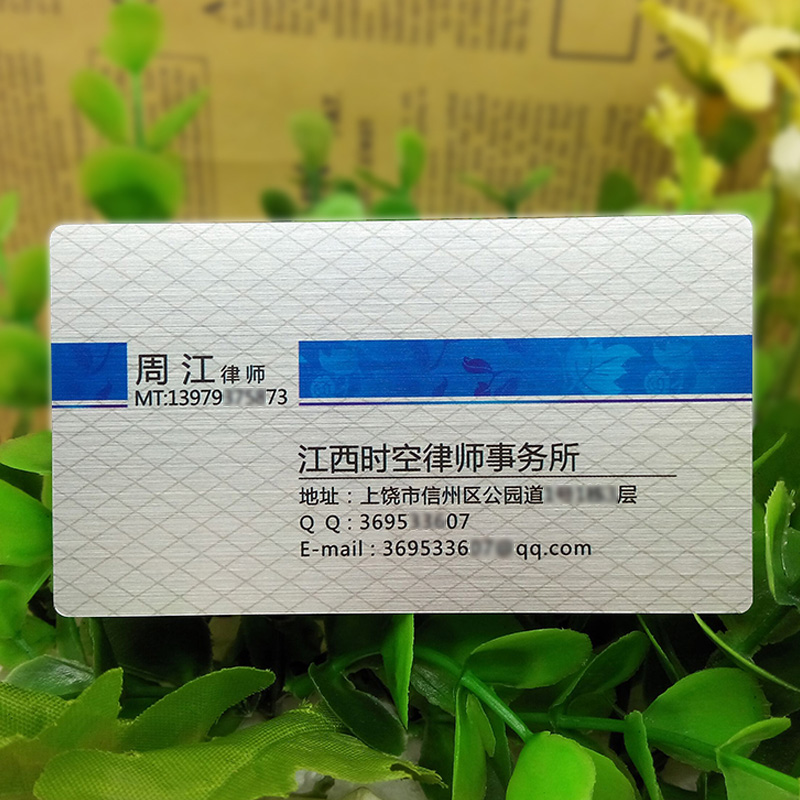 周 江 律师
MT:13979 73
江西时空律师事务所
地址：上饶市信州区公园道 层
Q Q : 3695 07
E-mail : 3695336 qq.com